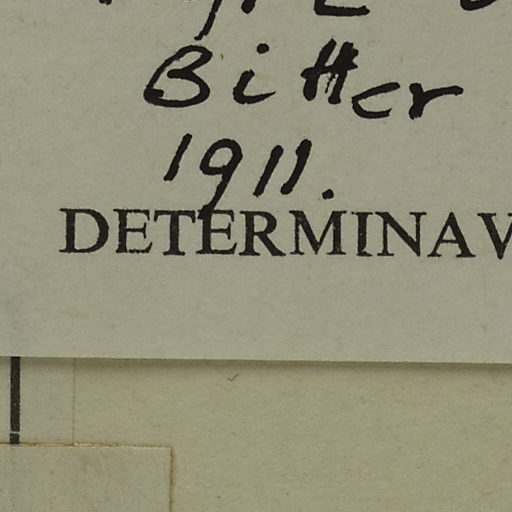 Bitter
1911.
DETERMINAV